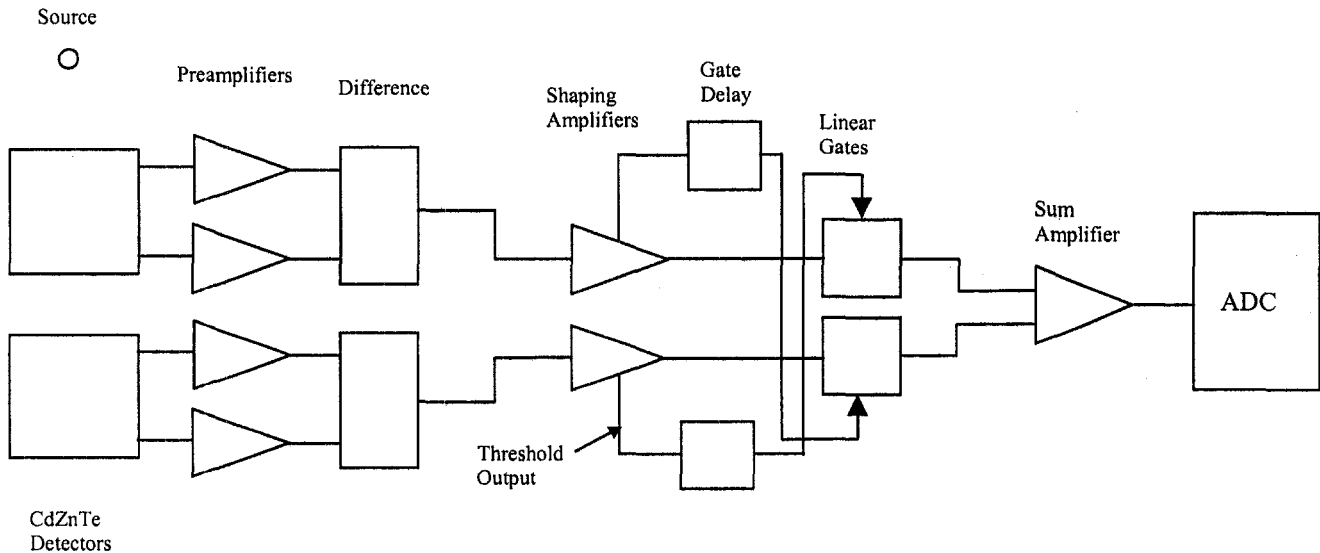 Source
Preamplifiers
Difference
Shaping
Amplifiers
Gate
Delay
Linear
Gates
Sum
Amplifier
ADC
Threshold
Output
CdZnTe
Detectors